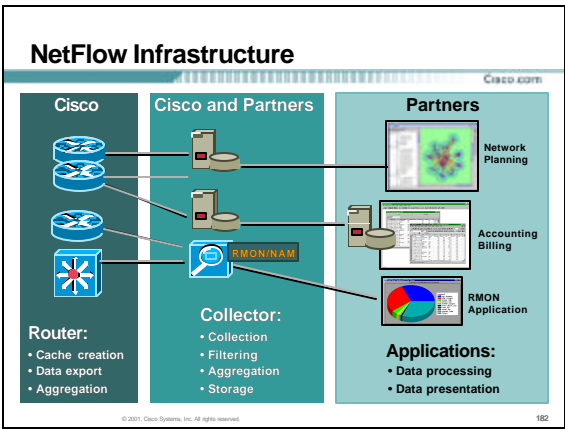 NetFlow Infrastructure
Cisco.com
Cisco
Cisco and Partners
Partners
Network
Planning
Accounting
Billing
RMON/NAM
RMON
Application
Router:
• Cache creation
• Data export
• Aggregation
Collector:
• Collection
• Filtering
• Aggregation
• Storage
Applications:
• Data processing
• Data presentation
© 2001, Cisco Systems, Inc. All rights reserved.
182